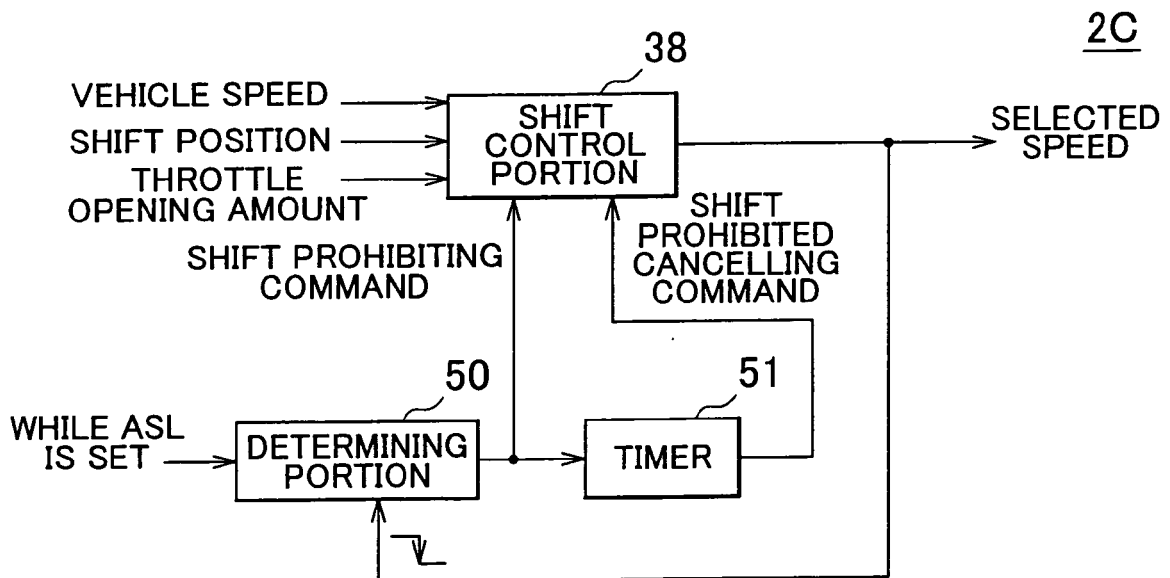 2C
38
VEHICLE SPEED
SHIFT POSITION
THROTTLE
OPENING AMOUNT
SHIFT
CONTROL
PORTION
SELECTED
SPEED
SHIFT PROHIBITING
COMMAND
SHIFT
PROHIBITED
CANCELLING
COMMAND
50
51
WHILE ASL
IS SET
DETERMINING
PORTION
TIMER